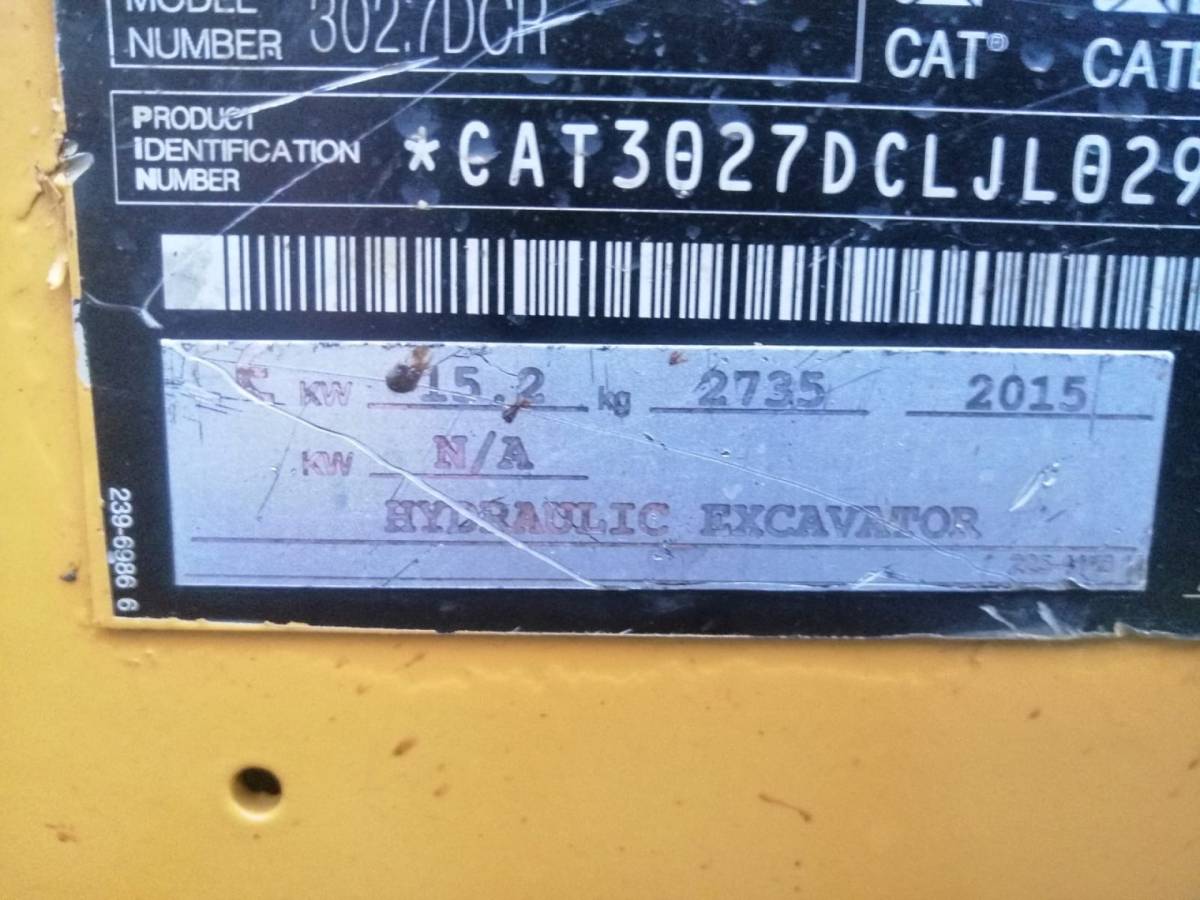 MODEL
NUMBER 302.7DCR
CAT® CATE
PRODUCT
IDENTIFICATION
NUMBER
*CAT3027DCLJL029
KW 15.2 kg 2735 2015
KW N/A
HYDRAULIC EXCAVATOR
239-6986 6